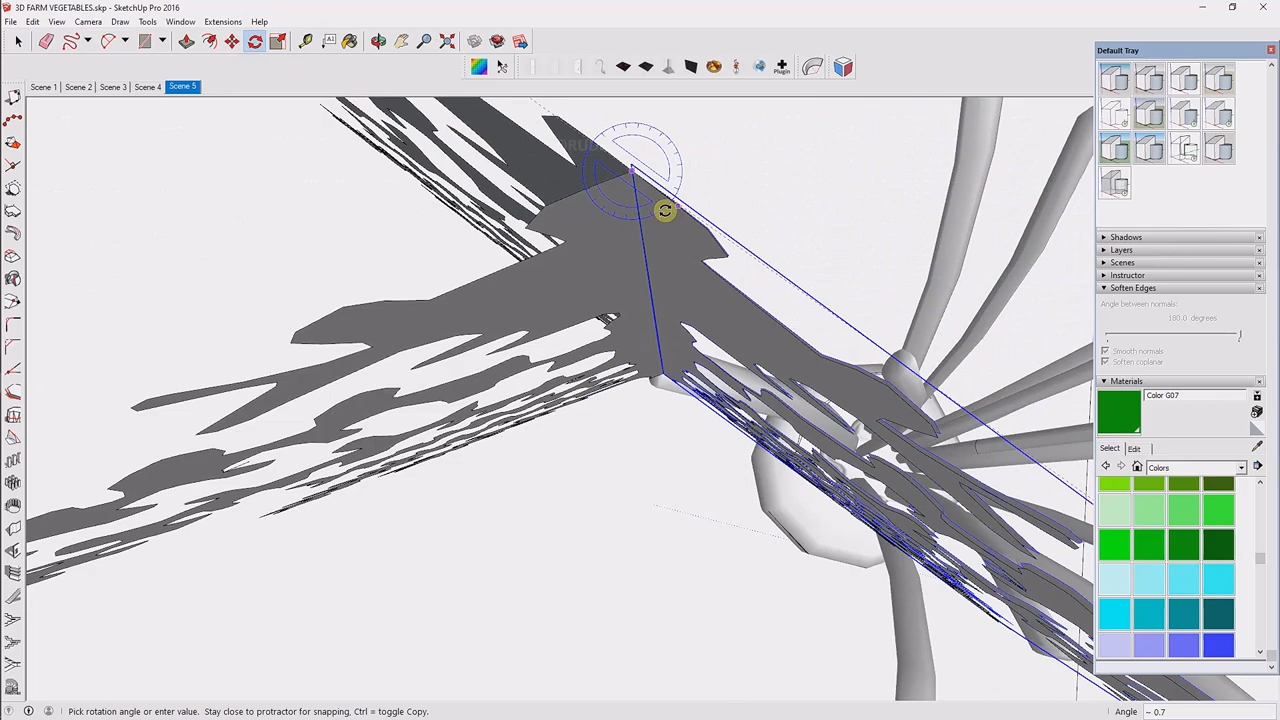 3D FARM VEGETABLES.skp - SketchUp Pro 2016
File Edit View Camera Draw Tools Window Extensions Help
Plugin
Scene 1 Scene 2 Scene 3 Scene 4 Scene 5
Default Tray
Shadows
Layers
Scenes
Instructor
Soften Edges
Angle between normals:
180.0 degrees
Smooth normals
Soften coplanar
Materials
Color G07
Select Edit
Colors
Pick rotation angle or enter value. Stay close to protractor for snapping, Ctrl = toggle Copy.
Angle ~ 0.7